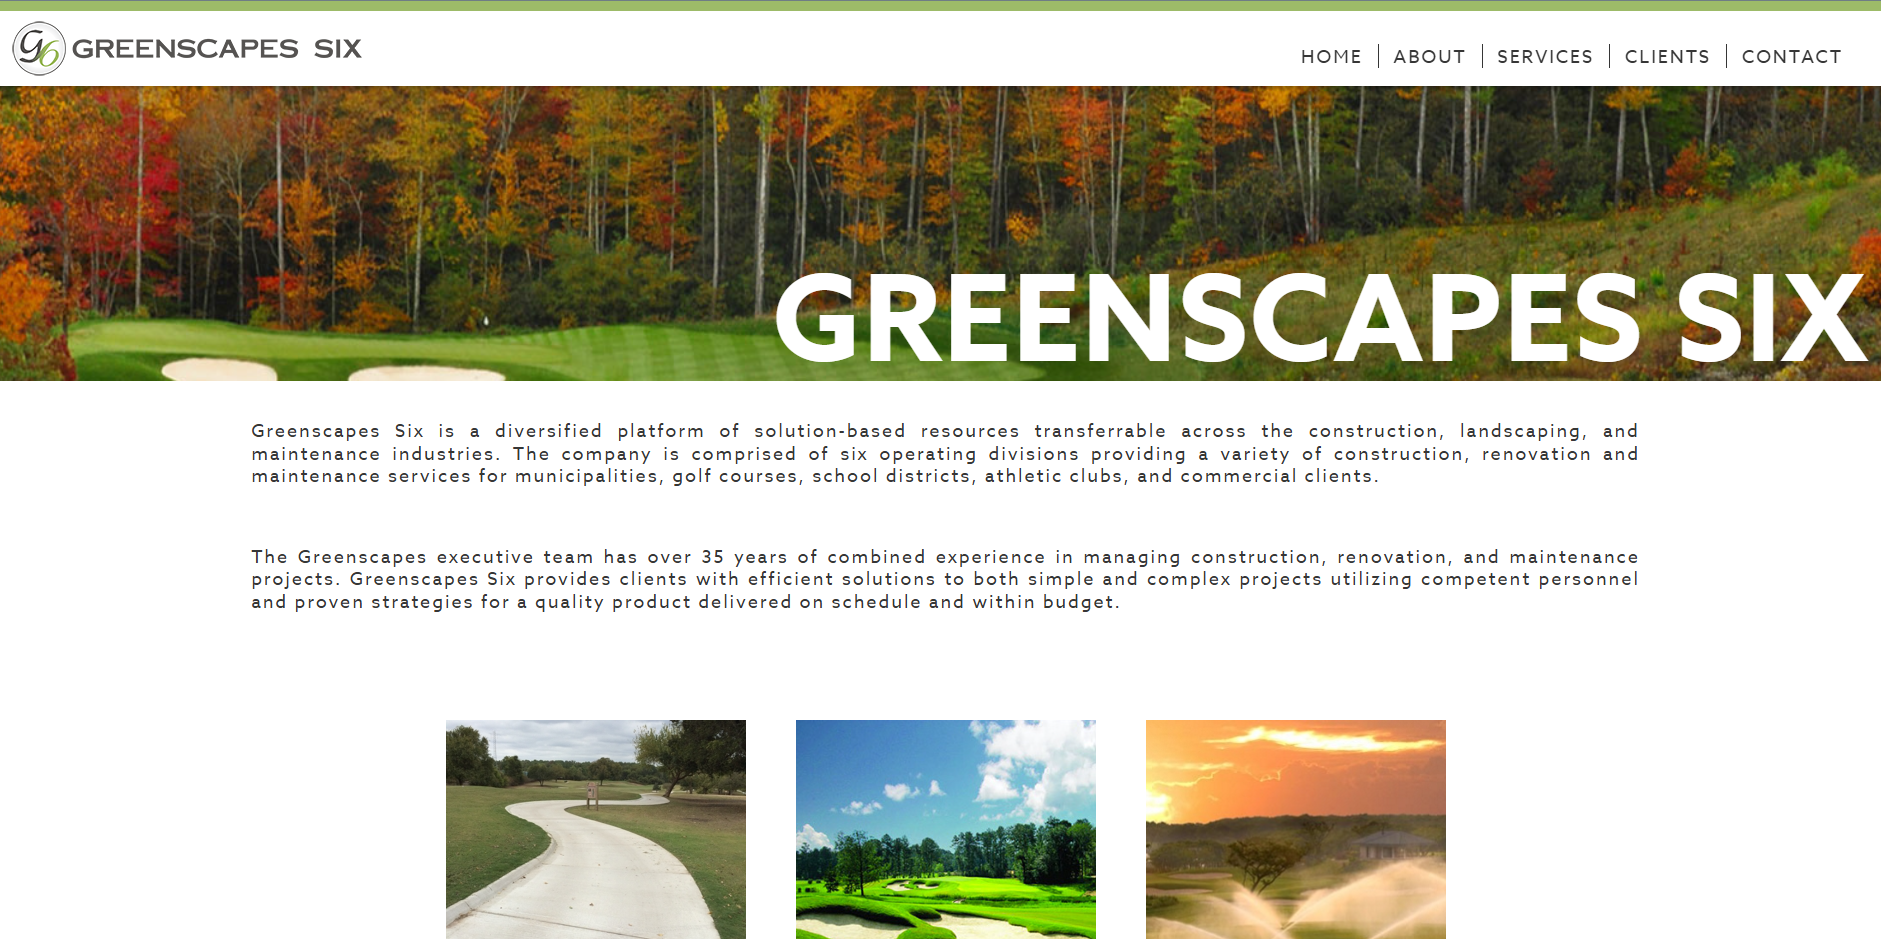 G6 GREENSCAPES SIX
HOME
ABOUT
SERVICES
CLIENTS
CONTACT
GREENSCAPES SIX
Greenscapes Six is a diversified platform of solution-based resources transferrable across the construction, landscaping, and
maintenance industries. The company is comprised of six operating divisions providing a variety of construction, renovation and
maintenance services for municipalities, golf courses, school districts, athletic clubs, and commercial clients.
The Greenscapes executive team has over 35 years of combined experience in managing construction, renovation, and maintenance
projects. Greenscapes Six provides clients with efficient solutions to both simple and complex projects utilizing competent personnel
and proven strategies for a quality product delivered on schedule and within budget.